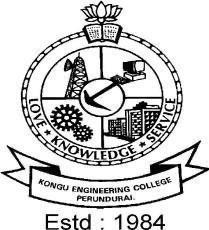 LOVE ★ KNOWLEDGE ★ SERVICE
KONGU ENGINEERING COLLEGE
PERUNDURAI.
Estd : 1984